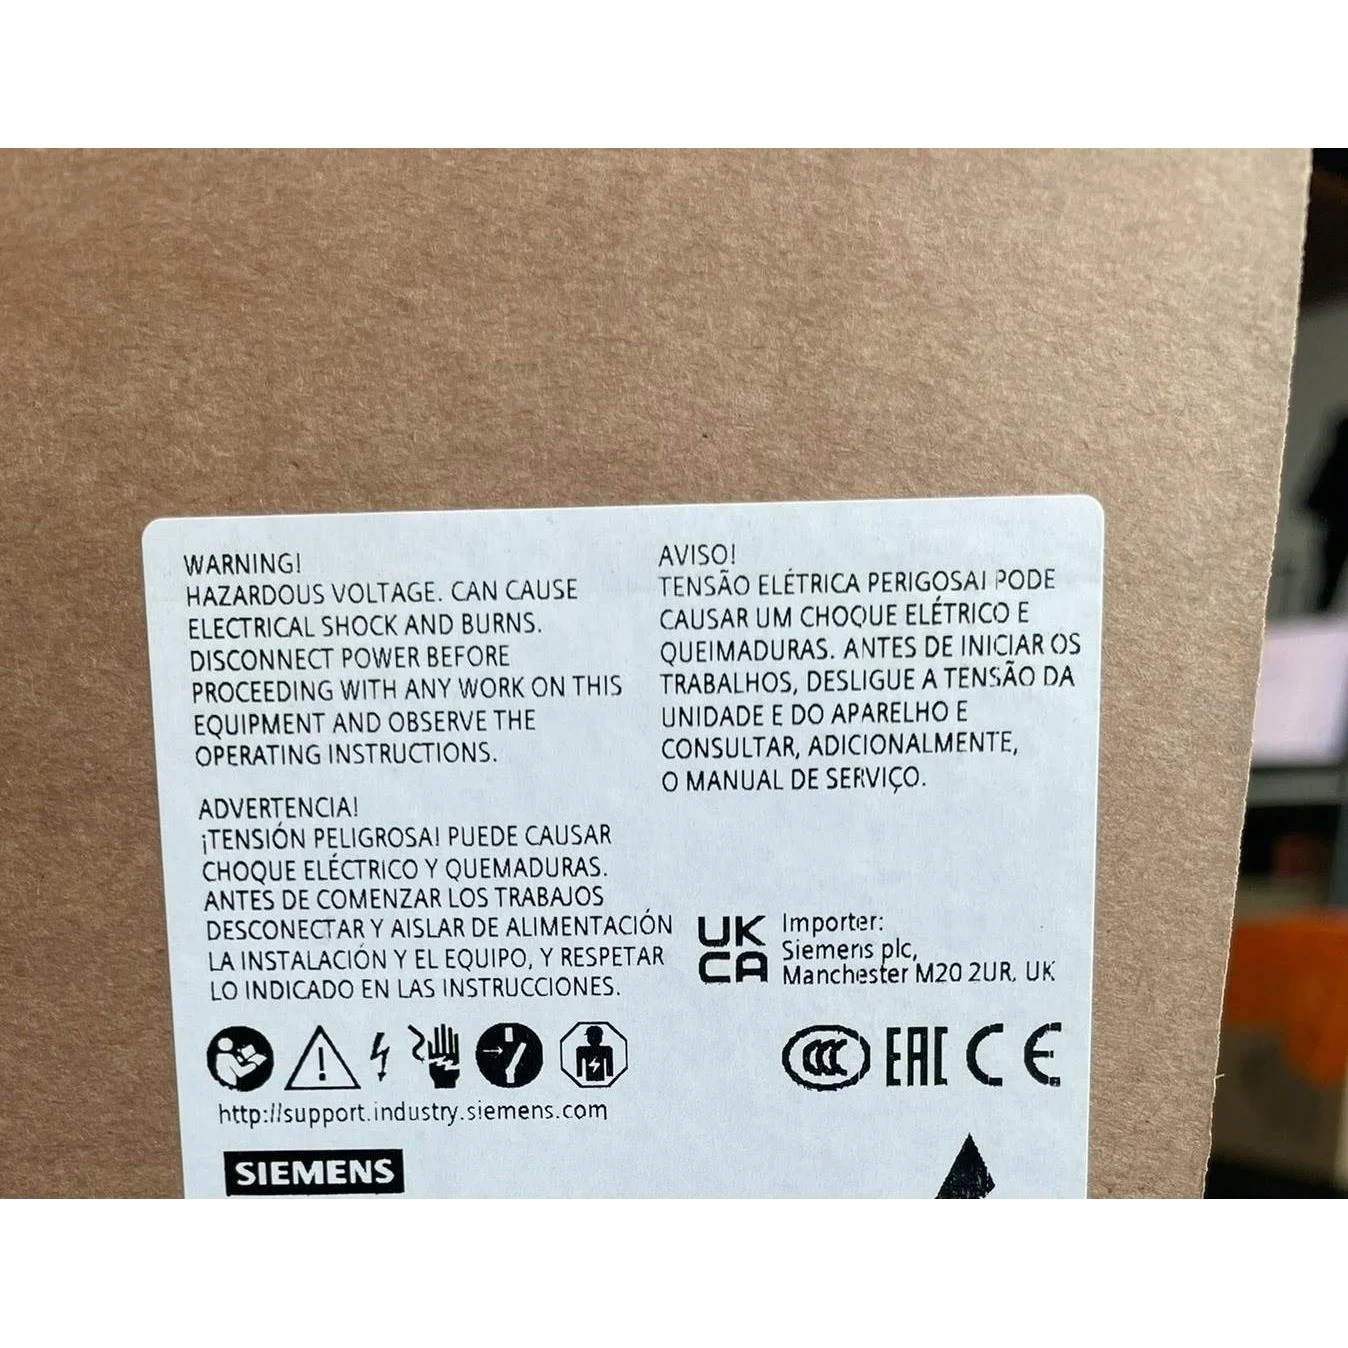 WARNING!
HAZARDOUS VOLTAGE. CAN CAUSE
ELECTRICAL SHOCK AND BURNS.
DISCONNECT POWER BEFORE
PROCEEDING WITH ANY WORK ON THIS
EQUIPMENT AND OBSERVE THE
OPERATING INSTRUCTIONS.
ADVERTENCIA!
¡TENSIÓN PELIGROSA! PUEDE CAUSAR
CHOQUE ELÉCTRICO Y QUEMADURAS.
ANTES DE COMENZAR LOS TRABAJOS
DESCONECTAR Y AISLAR DE ALIMENTACIÓN
LA INSTALACIÓN Y EL EQUIPO, Y RESPETAR
LO INDICADO EN LAS INSTRUCCIONES.
AVISO!
TENSÃO ELÉTRICA PERIGOSA! PODE
CAUSAR UM CHOQUE ELÉTRICO E
QUEIMADURAS. ANTES DE INICIAR OS
TRABALHOS, DESLIGUE A TENSÃO DA
UNIDADE E DO APARELHO E
CONSULTAR, ADICIONALMENTE,
O MANUAL DE SERVIÇO.
UK
CA
Importer:
Siemens plc,
Manchester M20 2UR, UK
CCC EAC CE
http://support.industry.siemens.com
SIEMENS